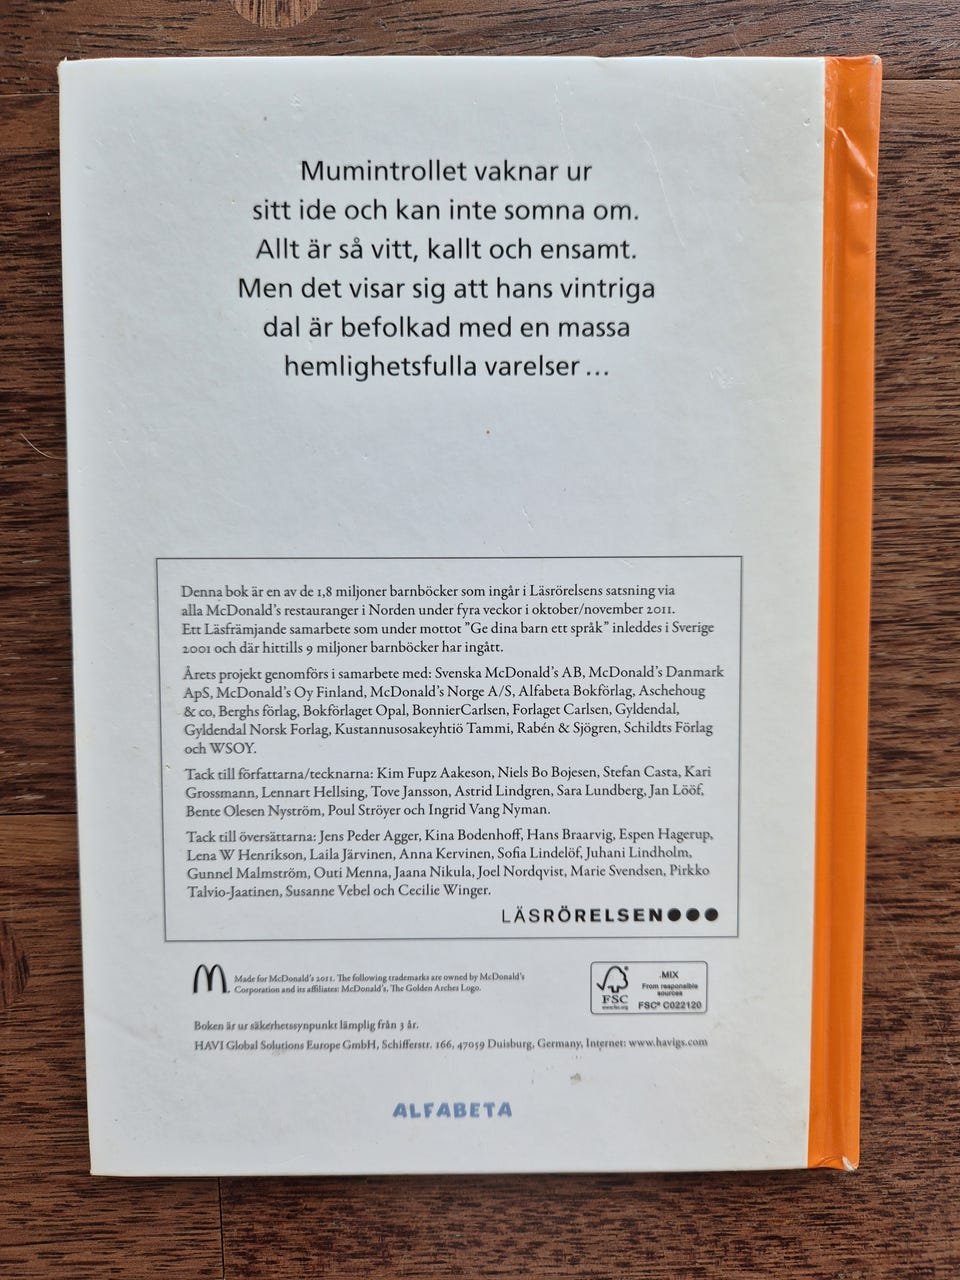 Mumintrollet vaknar ur
sitt ide och kan inte somna om.
Allt är så vitt, kallt och ensamt.
Men det visar sig att hans vintriga
dal är befolkad med en massa
hemlighetsfulla varelser ...
Denna bok är en av de 1,8 miljoner barnböcker som ingår i Läsrörelsens satsning via
alla McDonald's restauranger i Norden under fyra veckor i oktober/november 2011.
Ett Läsfrämjande samarbete som under mottot "Ge dina barn ett språk" inleddes i Sverige
2001 och där hittills 9 miljoner barnböcker har ingått.
Årets projekt genomförs i samarbete med: Svenska McDonald's AB, McDonald's Danmark
ApS, McDonald's Oy Finland, McDonald's Norge A/S, Alfabeta Bokförlag, Aschehoug
& co, Berghs förlag, Bokförlaget Opal, BonnierCarlsen, Forlaget Carlsen, Gyldendal,
Gyldendal Norsk Forlag, Kustannusosakeyhtiö Tammi, Rabén & Sjögren, Schildts Förlag
och WSOY.
Tack till författarna/tecknarna: Kim Fupz Aakeson, Niels Bo Bojesen, Stefan Casta, Kari
Grossmann, Lennart Hellsing, Tove Jansson, Astrid Lindgren, Sara Lundberg, Jan Lööf,
Bente Olesen Nyström, Poul Ströyer och Ingrid Vang Nyman.
Tack till översättarna: Jens Peder Agger, Kina Bodenhoff, Hans Braarvig, Espen Hagerup,
Lena W Henrikson, Laila Järvinen, Anna Kervinen, Sofia Lindelöf, Juhani Lindholm,
Gunnel Malmström, Outi Menna, Jaana Nikula, Joel Nordqvist, Marie Svendsen, Pirkko
Talvio-Jaatinen, Susanne Vebel och Cecilie Winger.
LÄSRÖRELSEN
Made for McDonald's 2011. The following trademarks are owned by McDonald's
Corporation and its affiliates: McDonald's, The Golden Arches Logo.
FSC
www.fsc.org
MIX
From responsible
sources
FSC® C022120
Boken är ur säkerhetssynpunkt lämplig från 3 år.
HAVI Global Solutions Europe GmbH, Schifferstr. 166, 47059 Duisburg, Germany, Internet: www.havigs.com
ALFABETA